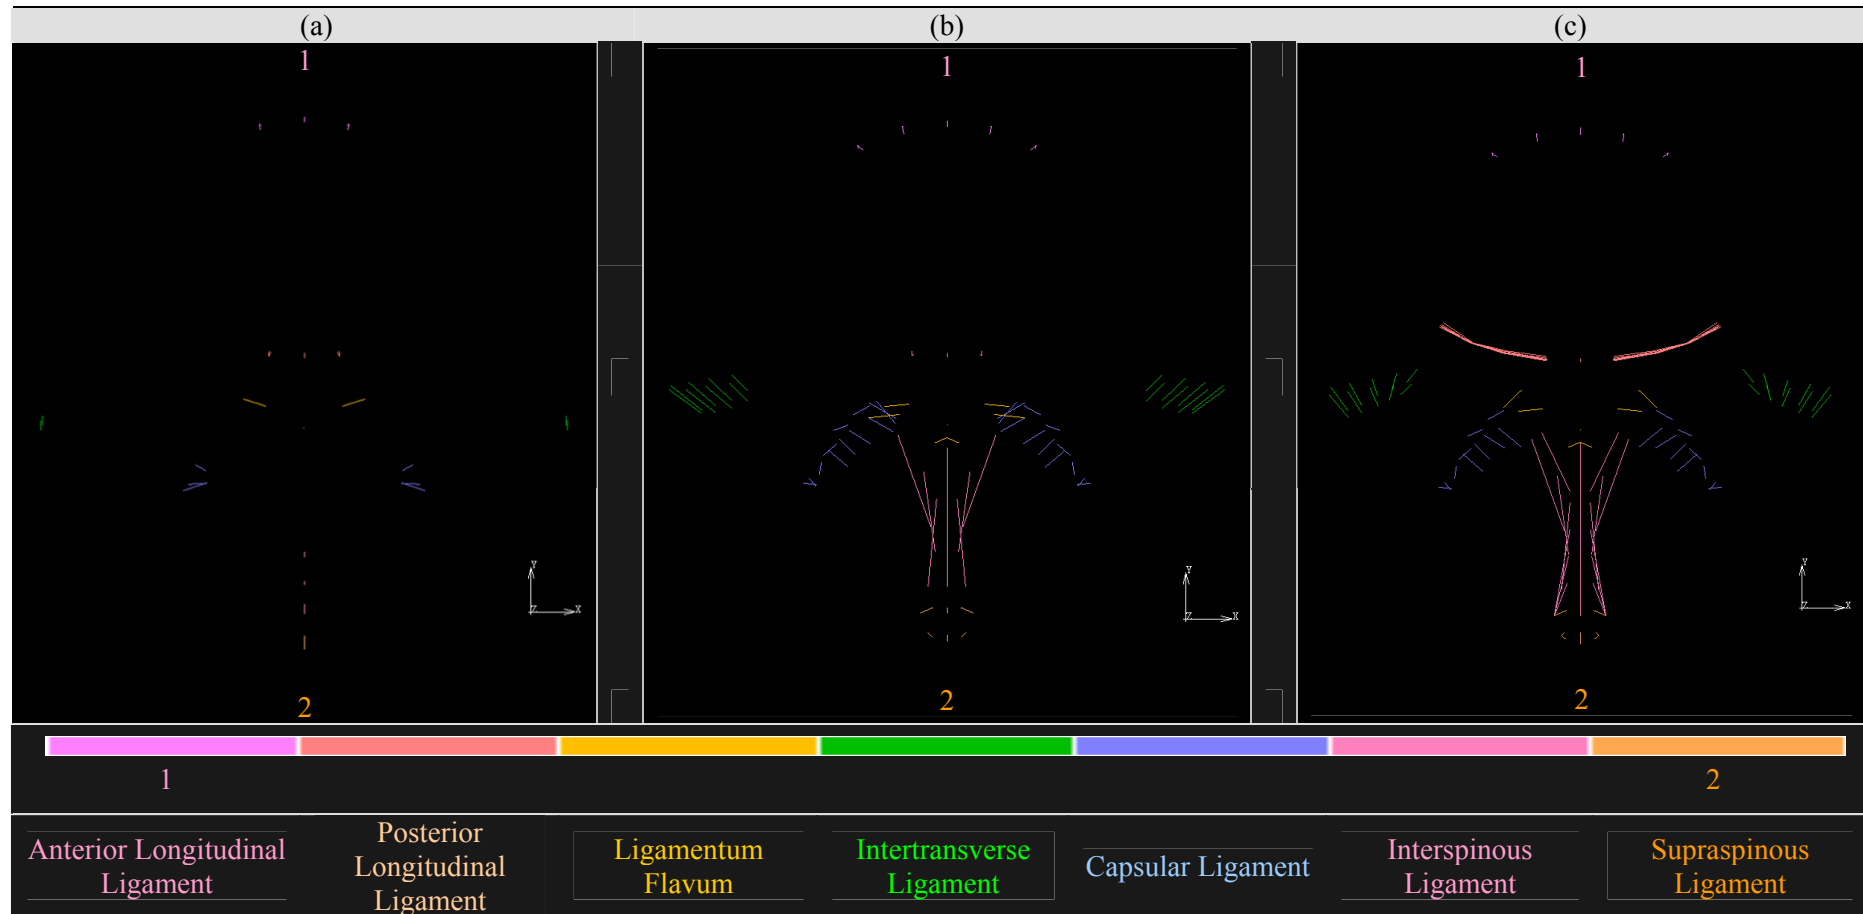 (a) (b) (c)
1 1 1
Y Y Y
Z X Z X Z X
2 2 2
1 2
Anterior Longitudinal
Ligament
Posterior
Longitudinal
Ligament
Ligamentum
Flavum
Intertransverse
Ligament
Capsular Ligament
Interspinous
Ligament
Supraspinous
Ligament